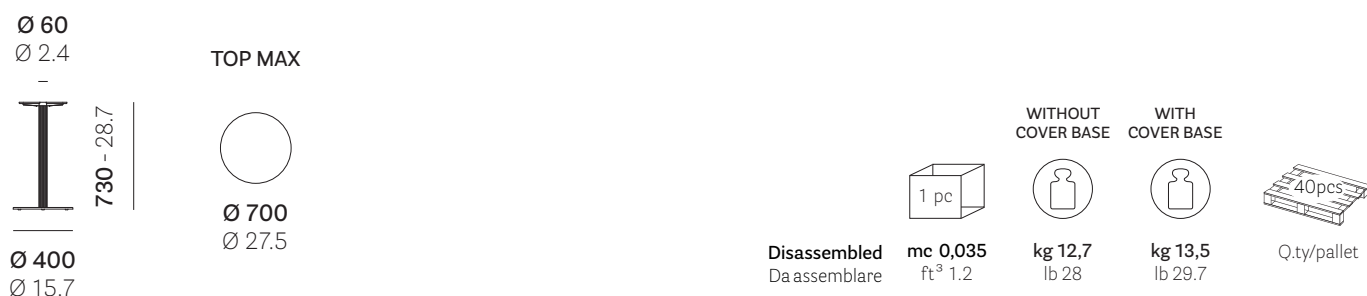 Ø 60
Ø 2.4
730 - 28.7
Ø 400
Ø 15.7
TOP MAX
Ø 700
Ø 27.5
Disassembled
Da assemblare
1 pc
mc 0,035
ft³ 1.2
WITHOUT
COVER BASE
kg 12,7
lb 28
WITH
COVER BASE
kg 13,5
lb 29.7
40pcs
Q.ty/pallet